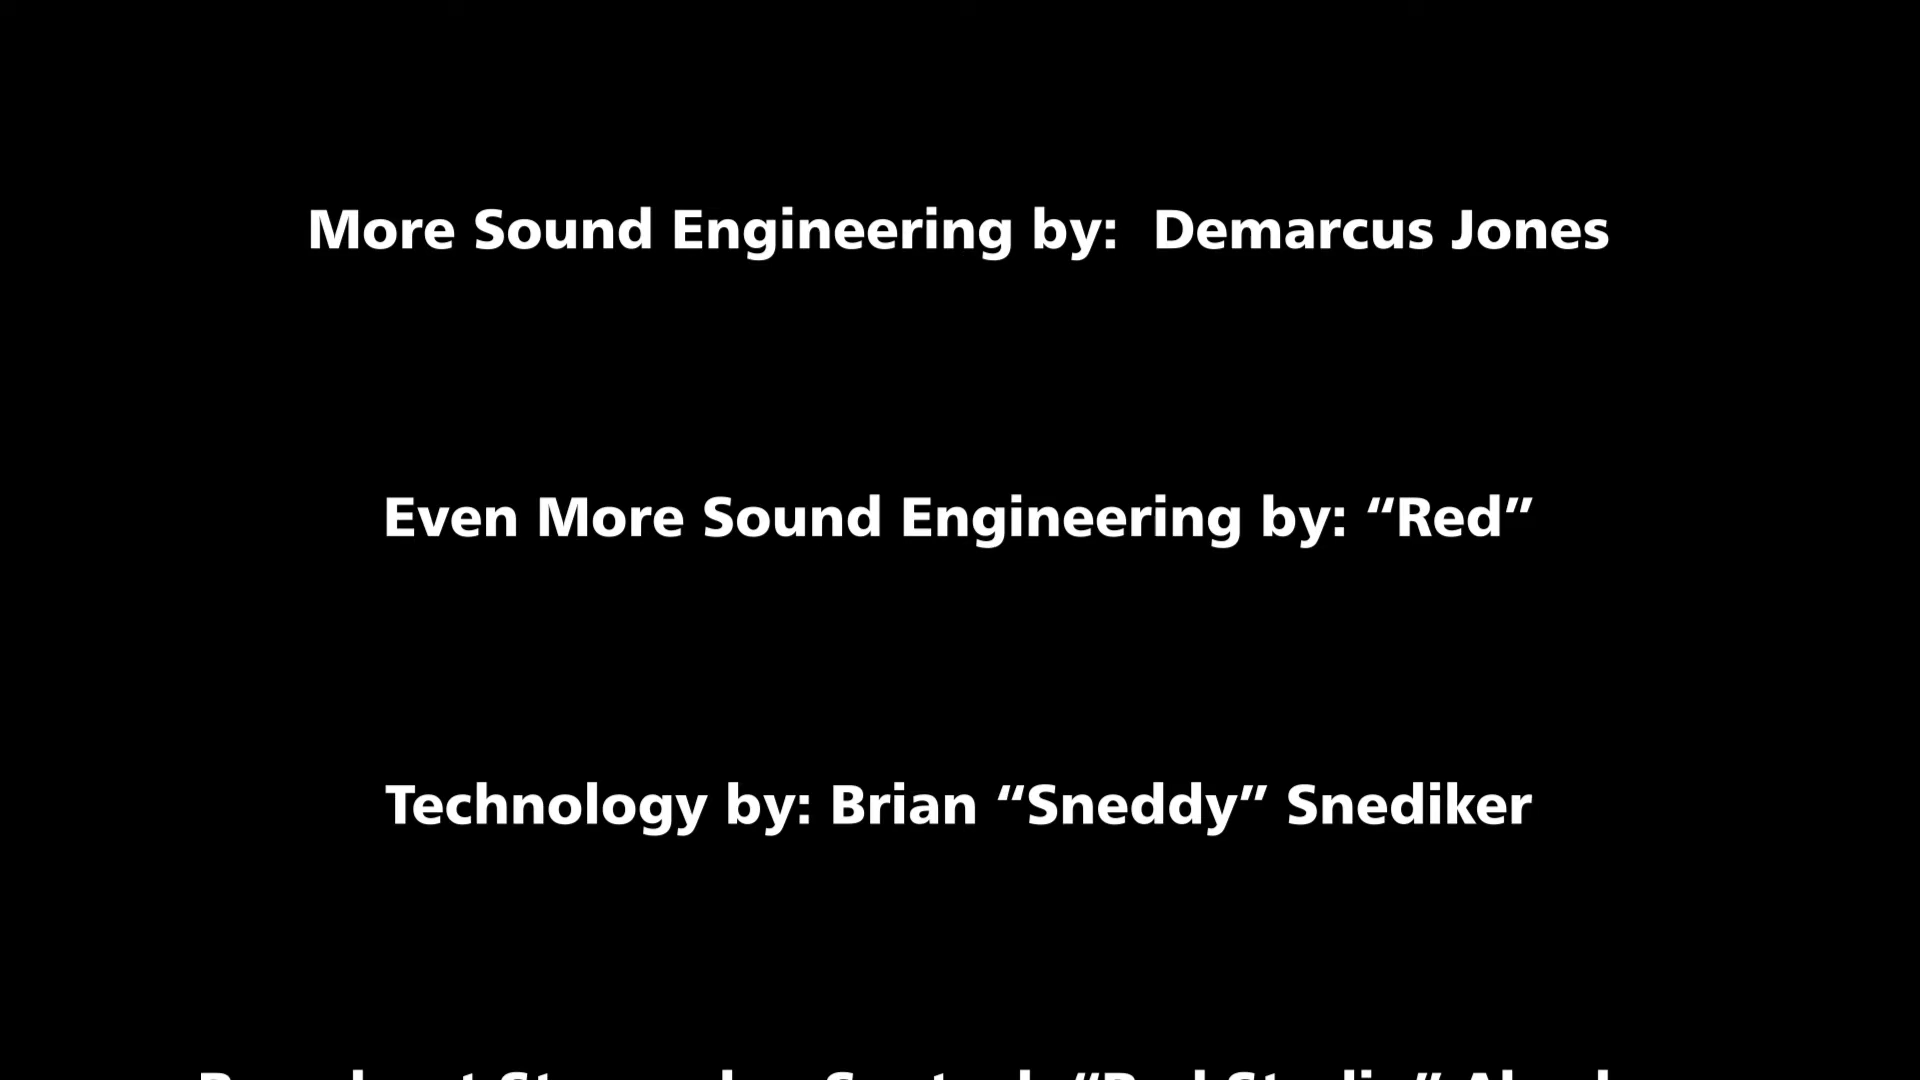 More Sound Engineering by:  Demarcus Jones
Even More Sound Engineering by: “Red”
Technology by: Brian “Sneddy” Snediker